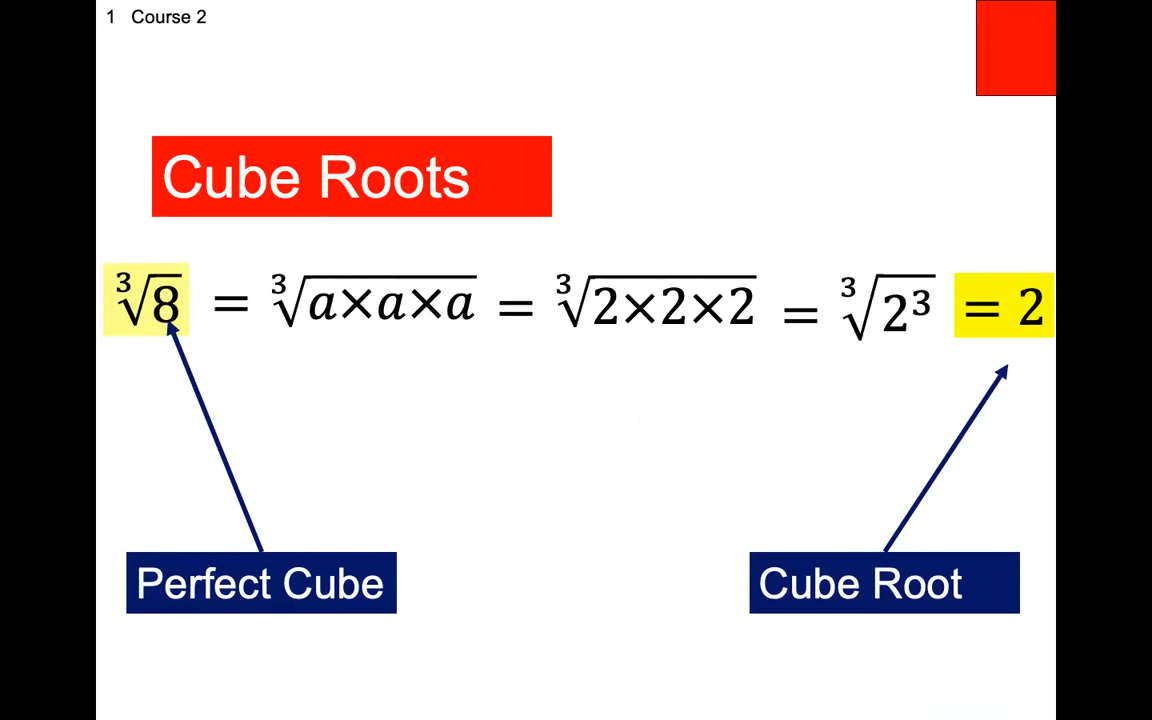 1 Course 2
Cube Roots
∛8 = ∛a×a×a = ∛2×2×2 = ∛2³ = 2
Perfect Cube
Cube Root